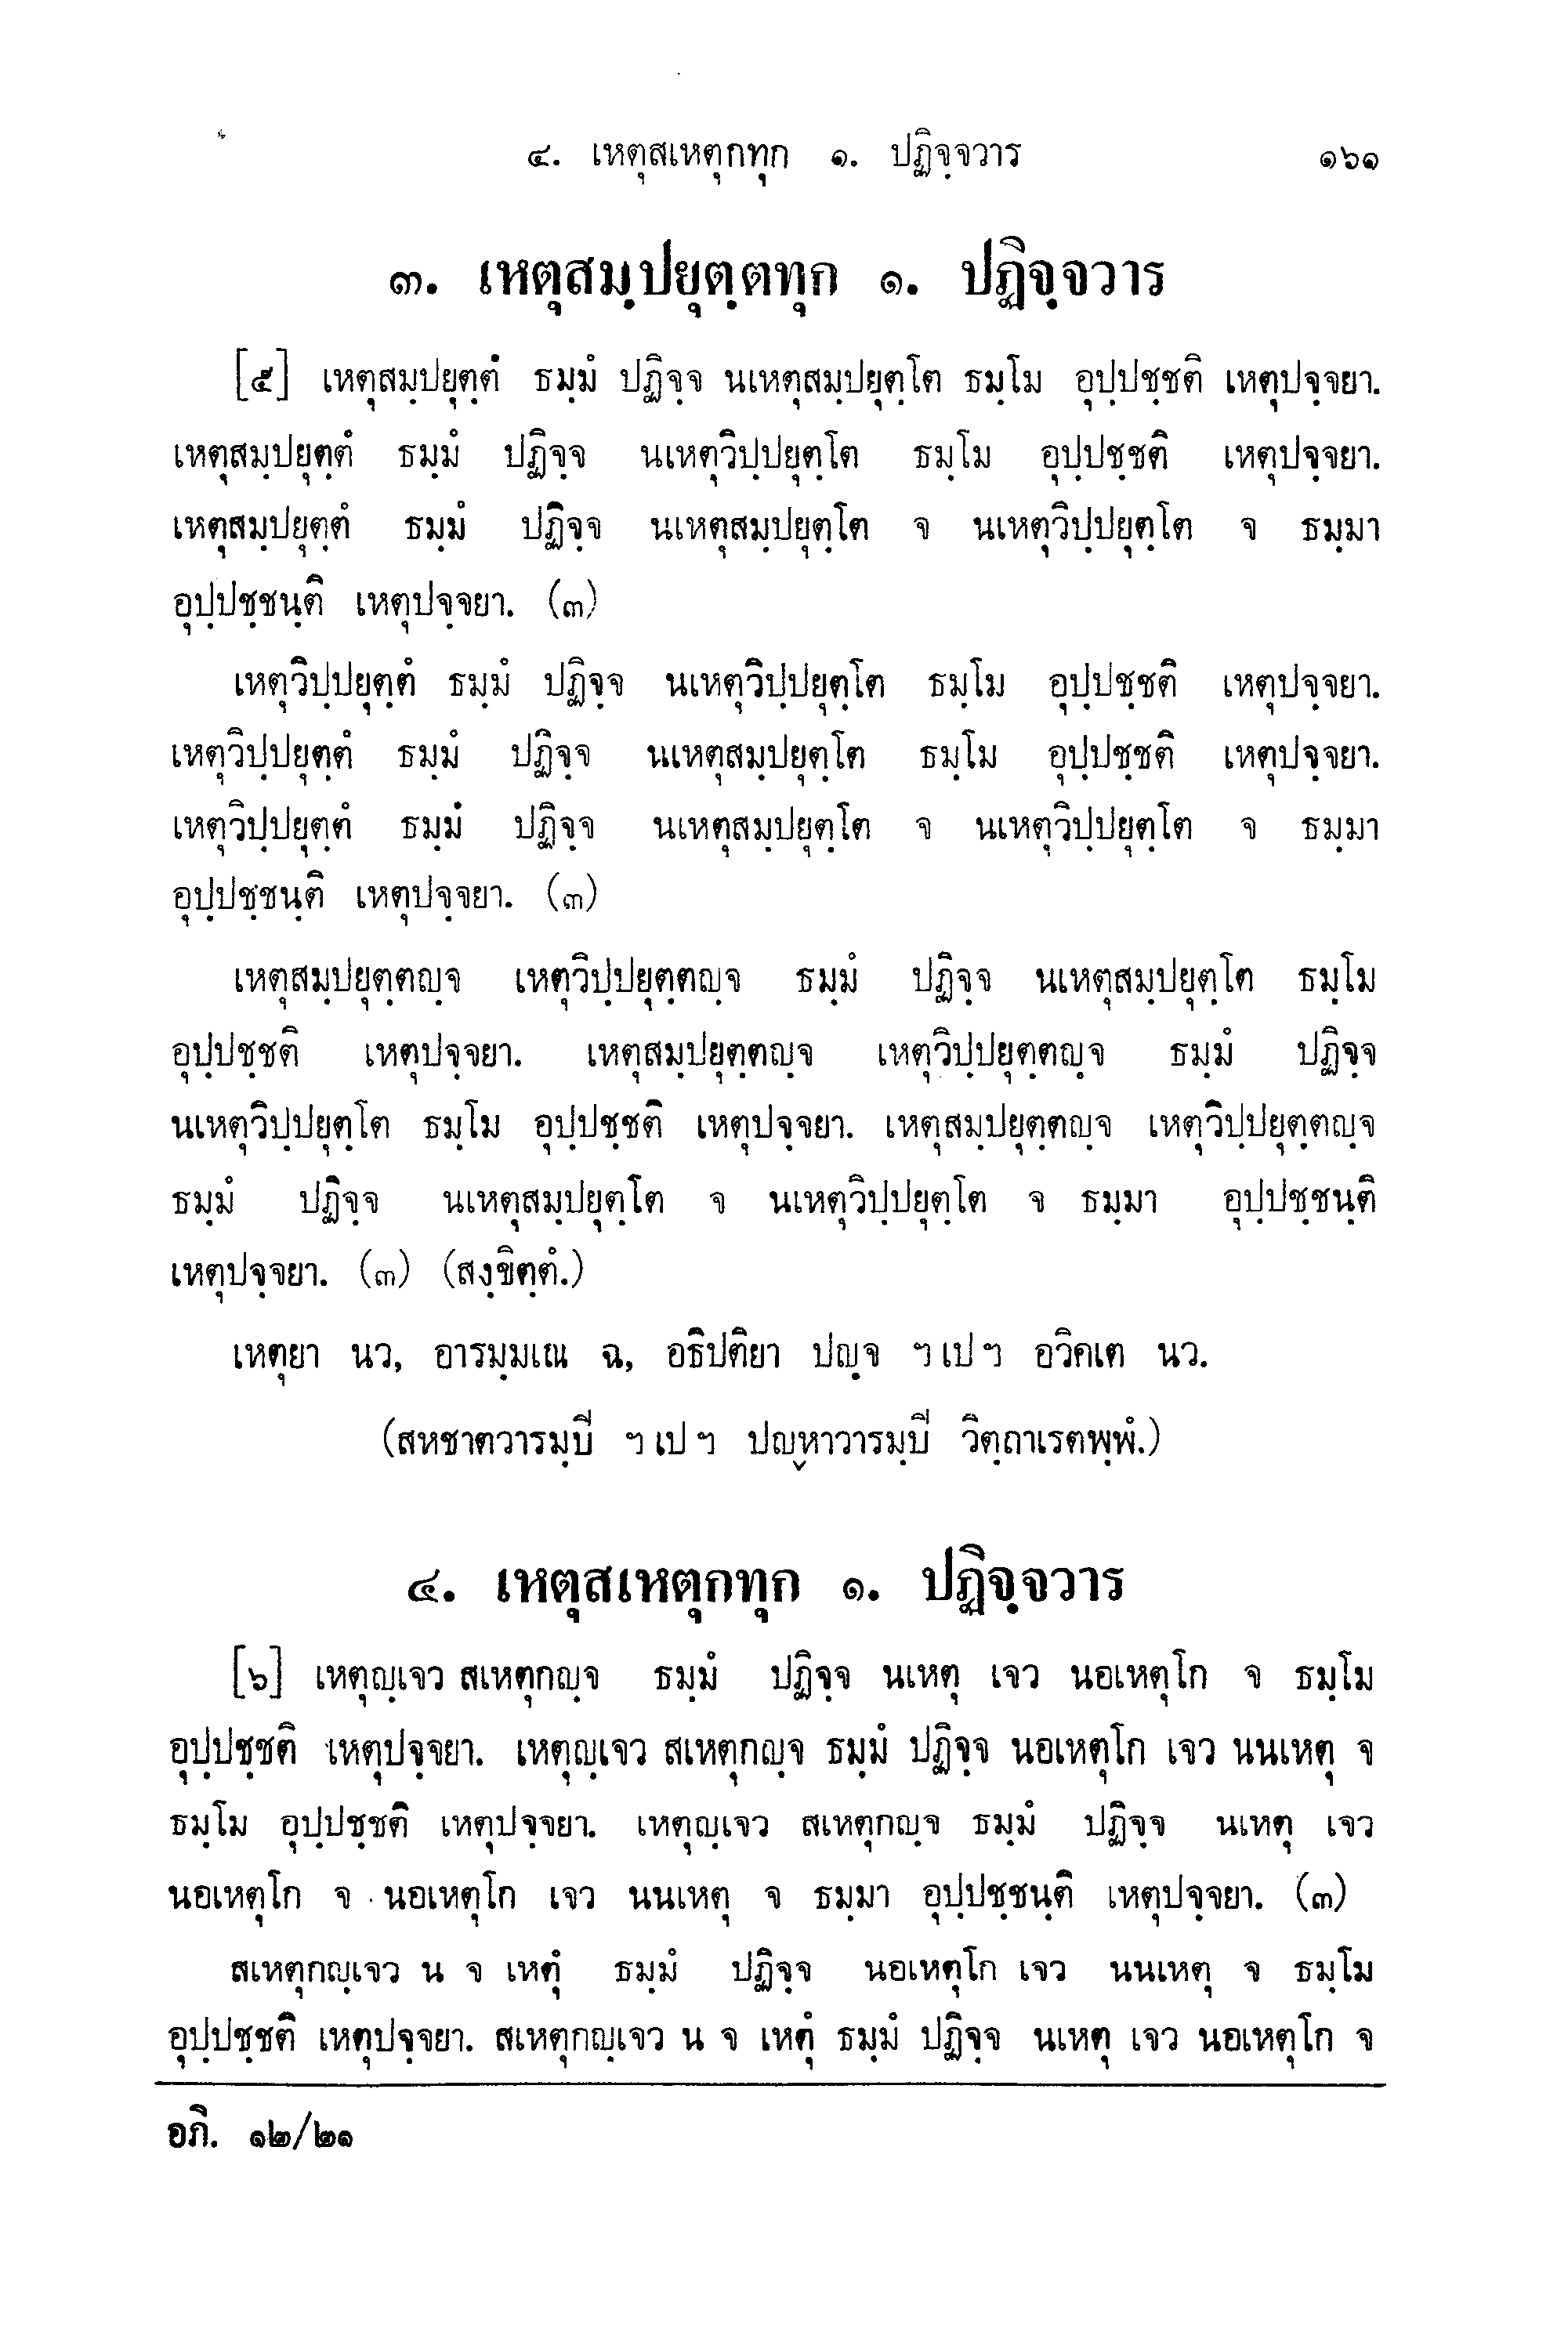 ๔. เหตุสเหตุกทุก ๑. ปฏิจฺจวาร ๑๖๑
๓. เหตุสมฺปยุตฺตทุก ๑. ปฏิจฺจวาร
[๕] เหตุสมฺปยุตฺตํ ธมฺมํ ปฏิจฺจ นเหตุสมฺปยุตฺโต ธมฺโม อุปฺปชฺชติ เหตุปจฺจยา.
เหตุสมฺปยุตฺตํ ธมฺมํ ปฏิจฺจ นเหตุวิปฺปยุตฺโต ธมฺโม อุปฺปชฺชติ เหตุปจฺจยา.
เหตุสมฺปยุตฺตํ ธมฺมํ ปฏิจฺจ นเหตุสมฺปยุตฺโต จ นเหตุวิปฺปยุตฺโต จ ธมฺมา
อุปฺปชฺชนฺติ เหตุปจฺจยา. (๓)
เหตุวิปฺปยุตฺตํ ธมฺมํ ปฏิจฺจ นเหตุวิปฺปยุตฺโต ธมฺโม อุปฺปชฺชติ เหตุปจฺจยา.
เหตุวิปฺปยุตฺตํ ธมฺมํ ปฏิจฺจ นเหตุสมฺปยุตฺโต ธมฺโม อุปฺปชฺชติ เหตุปจฺจยา.
เหตุวิปฺปยุตฺตํ ธมฺมํ ปฏิจฺจ นเหตุสมฺปยุตฺโต จ นเหตุวิปฺปยุตฺโต จ ธมฺมา
อุปฺปชฺชนฺติ เหตุปจฺจยา. (๓)
เหตุสมฺปยุตฺตญฺจ เหตุวิปฺปยุตฺตญฺจ ธมฺมํ ปฏิจฺจ นเหตุสมฺปยุตฺโต ธมฺโม
อุปฺปชฺชติ เหตุปจฺจยา. เหตุสมฺปยุตฺตญฺจ เหตุวิปฺปยุตฺตญฺจ ธมฺมํ ปฏิจฺจ
นเหตุวิปฺปยุตฺโต ธมฺโม อุปฺปชฺชติ เหตุปจฺจยา. เหตุสมฺปยุตฺตญฺจ เหตุวิปฺปยุตฺตญฺจ
ธมฺมํ ปฏิจฺจ นเหตุสมฺปยุตฺโต จ นเหตุวิปฺปยุตฺโต จ ธมฺมา อุปฺปชฺชนฺติ
เหตุปจฺจยา. (๓) (สงฺขิตฺตํ.)
เหตุยา นว, อารมฺมเณ ฉ, อธิปติยา ปญฺจ ฯเปฯ อวิคเต นว.
(สหชาตวารมฺปี ฯเปฯ ปญฺหาวารมฺปี วิตฺถาเรตพฺพํ.)
๔. เหตุสเหตุกทุก ๑. ปฏิจฺจวาร
[๖] เหตุญฺเจว สเหตุกญฺจ ธมฺมํ ปฏิจฺจ นเหตุ เจว นอเหตุโก จ ธมฺโม
อุปฺปชฺชติ เหตุปจฺจยา. เหตุญฺเจว สเหตุกญฺจ ธมฺมํ ปฏิจฺจ นอเหตุโก เจว นนเหตุ จ
ธมฺโม อุปฺปชฺชติ เหตุปจฺจยา. เหตุญฺเจว สเหตุกญฺจ ธมฺมํ ปฏิจฺจ นเหตุ เจว
นอเหตุโก จ นอเหตุโก เจว นนเหตุ จ ธมฺมา อุปฺปชฺชนฺติ เหตุปจฺจยา. (๓)
สเหตุกญฺเจว น จ เหตุํ ธมฺมํ ปฏิจฺจ นอเหตุโก เจว นนเหตุ จ ธมฺโม
อุปฺปชฺชติ เหตุปจฺจยา. สเหตุกญฺเจว น จ เหตุํ ธมฺมํ ปฏิจฺจ นเหตุ เจว นอเหตุโก จ
อภิ. ๑๒/๒๑